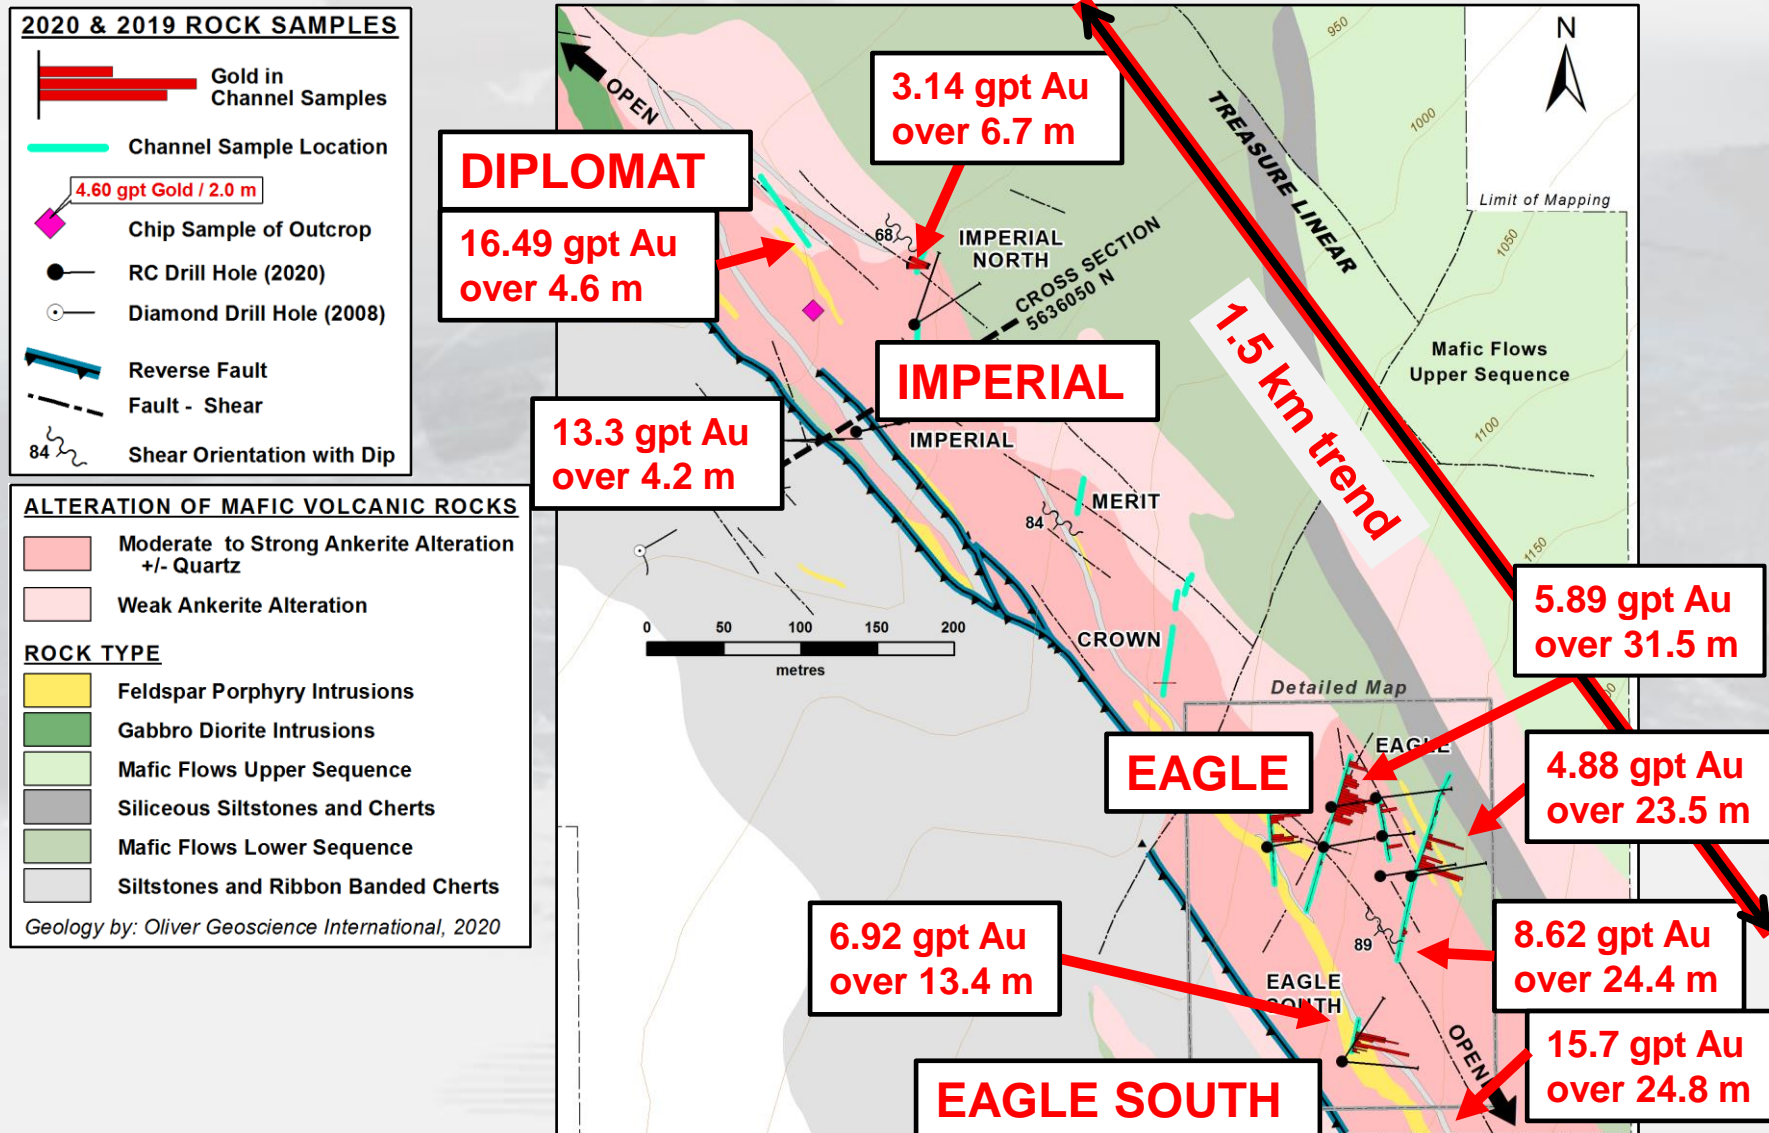 2020 & 2019 ROCK SAMPLES
Gold in
Channel Samples
Channel Sample Location
4.60 gpt Gold / 2.0 m
Chip Sample of Outcrop
RC Drill Hole (2020)
Diamond Drill Hole (2008)
Reverse Fault
Fault - Shear
84
Shear Orientation with Dip
ALTERATION OF MAFIC VOLCANIC ROCKS
Moderate to Strong Ankerite Alteration
+/- Quartz
Weak Ankerite Alteration
ROCK TYPE
Feldspar Porphyry Intrusions
Gabbro Diorite Intrusions
Mafic Flows Upper Sequence
Siliceous Siltstones and Cherts
Mafic Flows Lower Sequence
Siltstones and Ribbon Banded Cherts
Geology by: Oliver Geoscience International, 2020
OPEN
3.14 gpt Au
over 6.7 m
950
N
1000
TREASURE LINEAR
DIPLOMAT
16.49 gpt Au
over 4.6 m
68
IMPERIAL
NORTH
CROSS SECTION
5636050 N
Limit of Mapping
1050
1.5 km trend
Mafic Flows
Upper Sequence
IMPERIAL
13.3 gpt Au
over 4.2 m
IMPERIAL
1100
MERIT
84
1150
0 50 100 150 200
metres
CROWN
5.89 gpt Au
over 31.5 m
Detailed Map
EAGLE
EAGLE
4.88 gpt Au
over 23.5 m
6.92 gpt Au
over 13.4 m
89
8.62 gpt Au
over 24.4 m
EAGLE
SOUTH
OPEN
15.7 gpt Au
over 24.8 m
EAGLE SOUTH